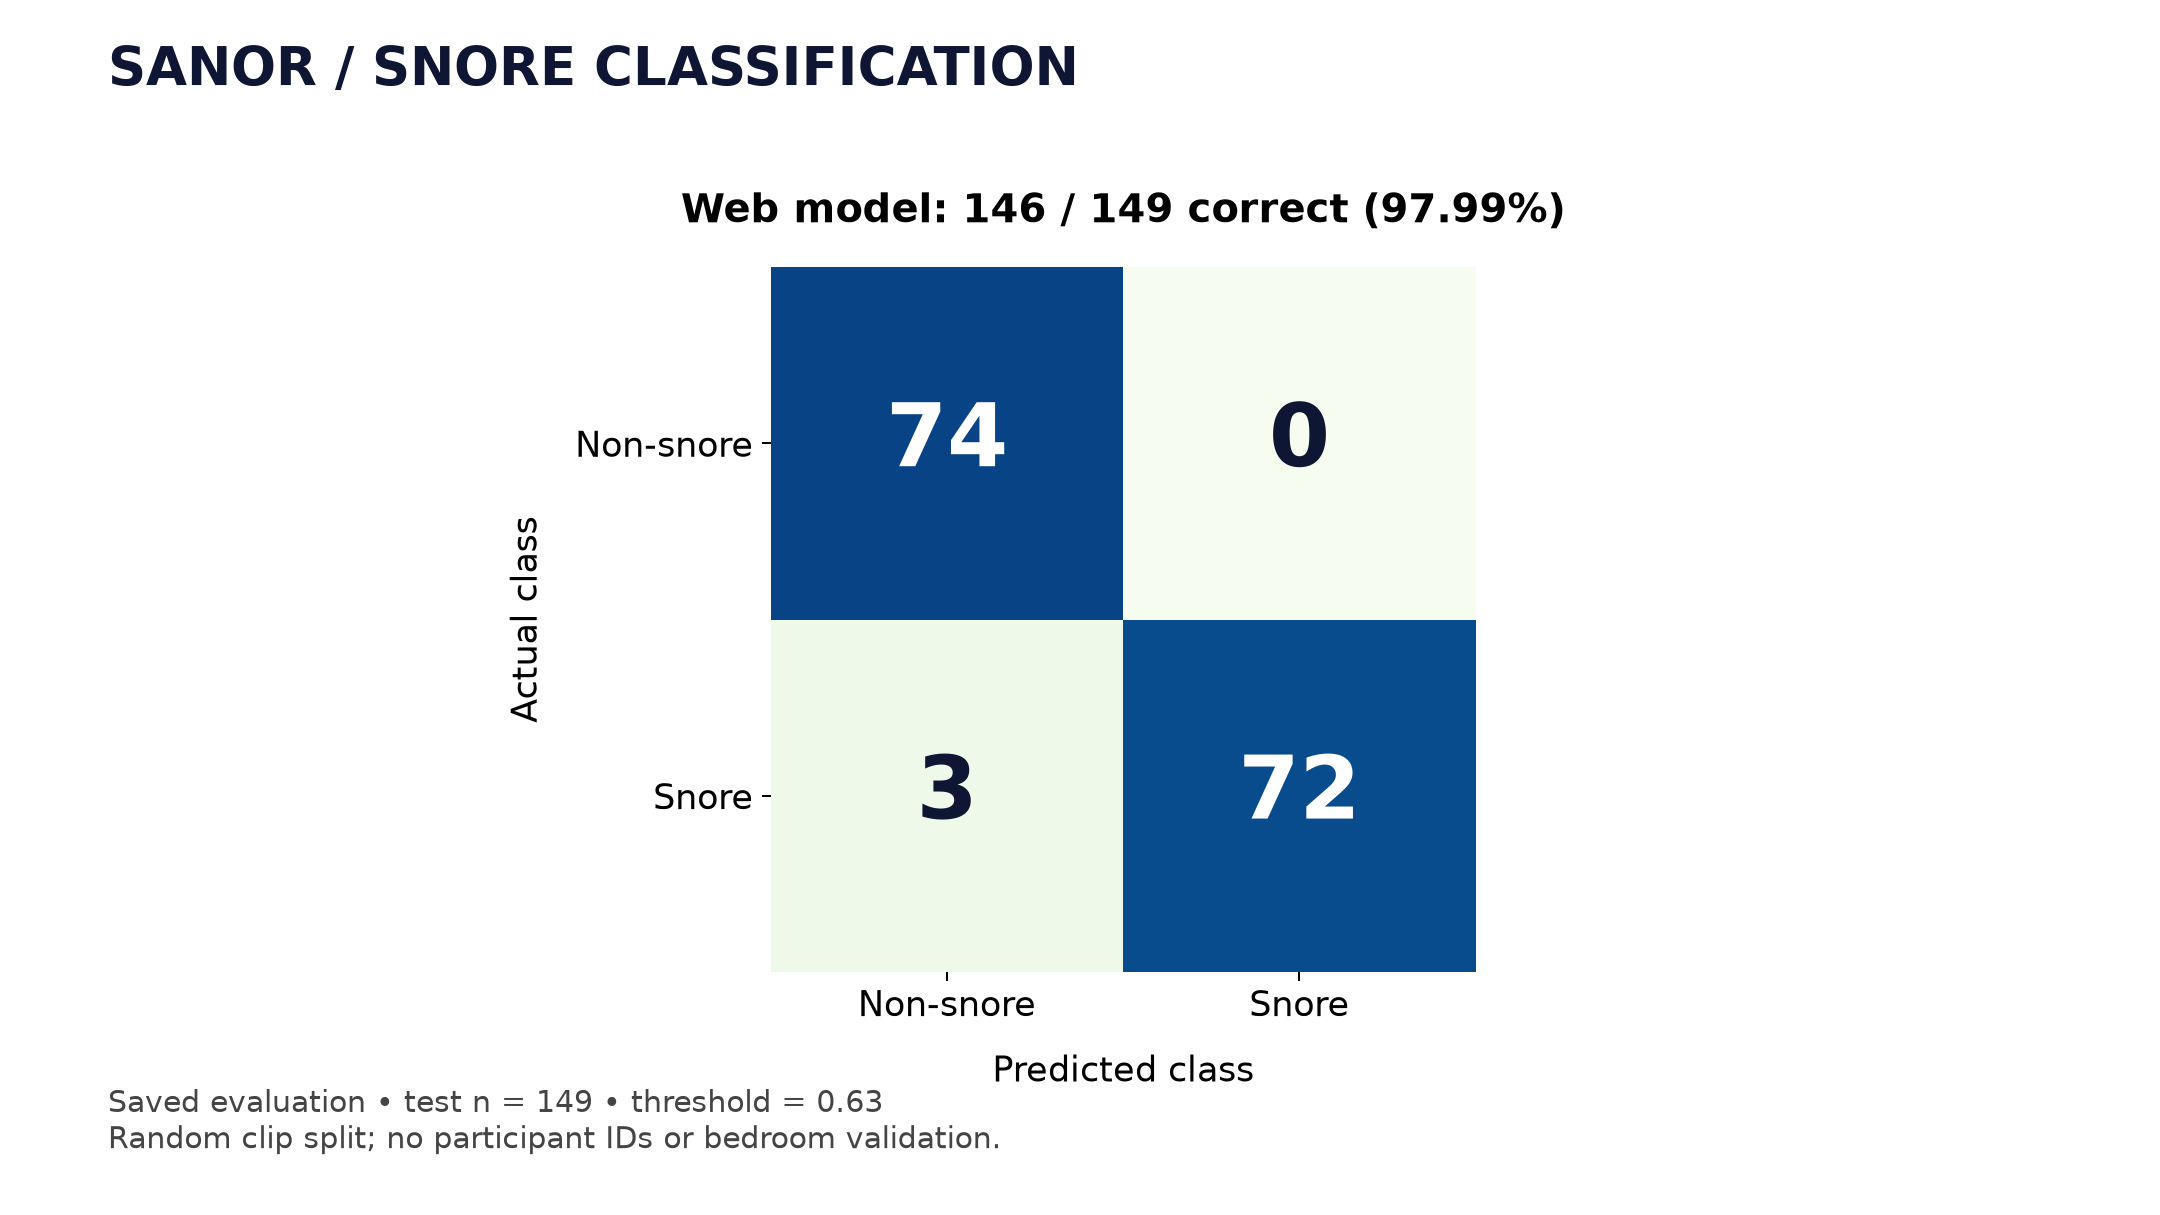 SANOR / SNORE CLASSIFICATION
Web model: 146 / 149 correct (97.99%)
Actual class
Non-snore
74
0
Snore
3
72
Non-snore
Snore
Predicted class
Saved evaluation • test n = 149 • threshold = 0.63
Random clip split; no participant IDs or bedroom validation.